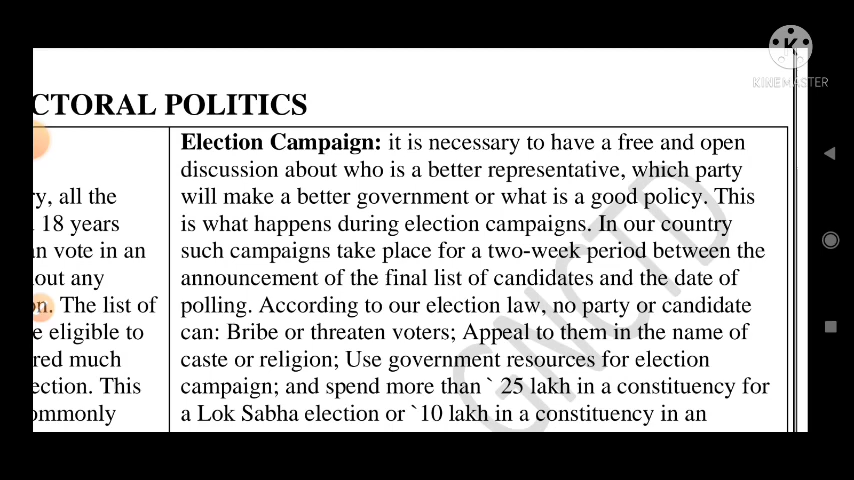 KINEMASTER
CTORAL POLITICS
ry, all the
18 years
an vote in an
out any
on. The list of
e eligible to
red much
ection. This
ommonly
Election Campaign: it is necessary to have a free and open
discussion about who is a better representative, which party
will make a better government or what is a good policy. This
is what happens during election campaigns. In our country
such campaigns take place for a two-week period between the
announcement of the final list of candidates and the date of
polling. According to our election law, no party or candidate
can: Bribe or threaten voters; Appeal to them in the name of
caste or religion; Use government resources for election
campaign; and spend more than ` 25 lakh in a constituency for
a Lok Sabha election or `10 lakh in a constituency in an
GNCTD